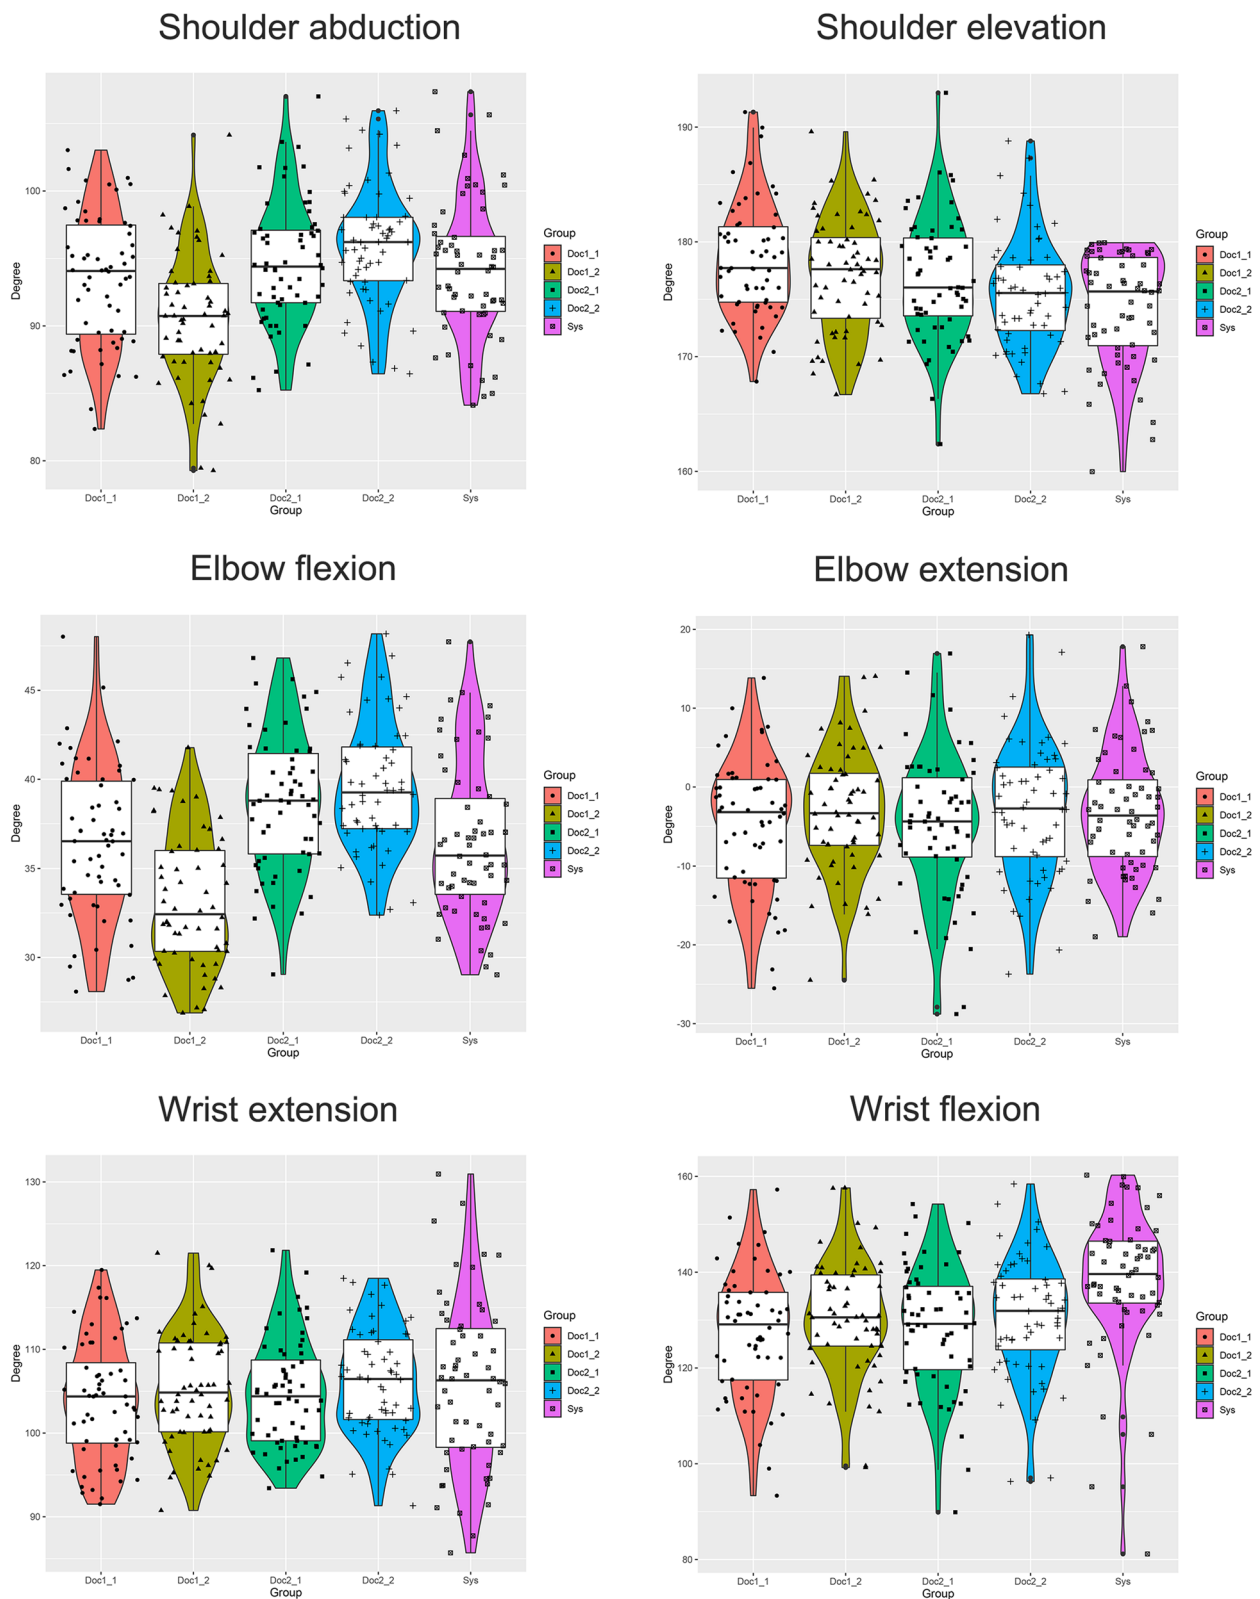 Shoulder abduction
Degree
100
90
80
Doc1_1 Doc1_2 Doc2_1 Doc2_2 Sys
Group
Group
Doc1_1
Doc1_2
Doc2_1
Doc2_2
Sys
Shoulder elevation
Degree
190
180
170
160
Doc1_1 Doc1_2 Doc2_1 Doc2_2 Sys
Group
Group
Doc1_1
Doc1_2
Doc2_1
Doc2_2
Sys
Elbow flexion
Degree
45
40
35
30
Doc1_1 Doc1_2 Doc2_1 Doc2_2 Sys
Group
Group
Doc1_1
Doc1_2
Doc2_1
Doc2_2
Sys
Elbow extension
Degree
20
10
0
-10
-20
-30
Doc1_1 Doc1_2 Doc2_1 Doc2_2 Sys
Group
Group
Doc1_1
Doc1_2
Doc2_1
Doc2_2
Sys
Wrist extension
Degree
130
120
110
100
90
Doc1_1 Doc1_2 Doc2_1 Doc2_2 Sys
Group
Group
Doc1_1
Doc1_2
Doc2_1
Doc2_2
Sys
Wrist flexion
Degree
160
140
120
100
80
Doc1_1 Doc1_2 Doc2_1 Doc2_2 Sys
Group
Group
Doc1_1
Doc1_2
Doc2_1
Doc2_2
Sys